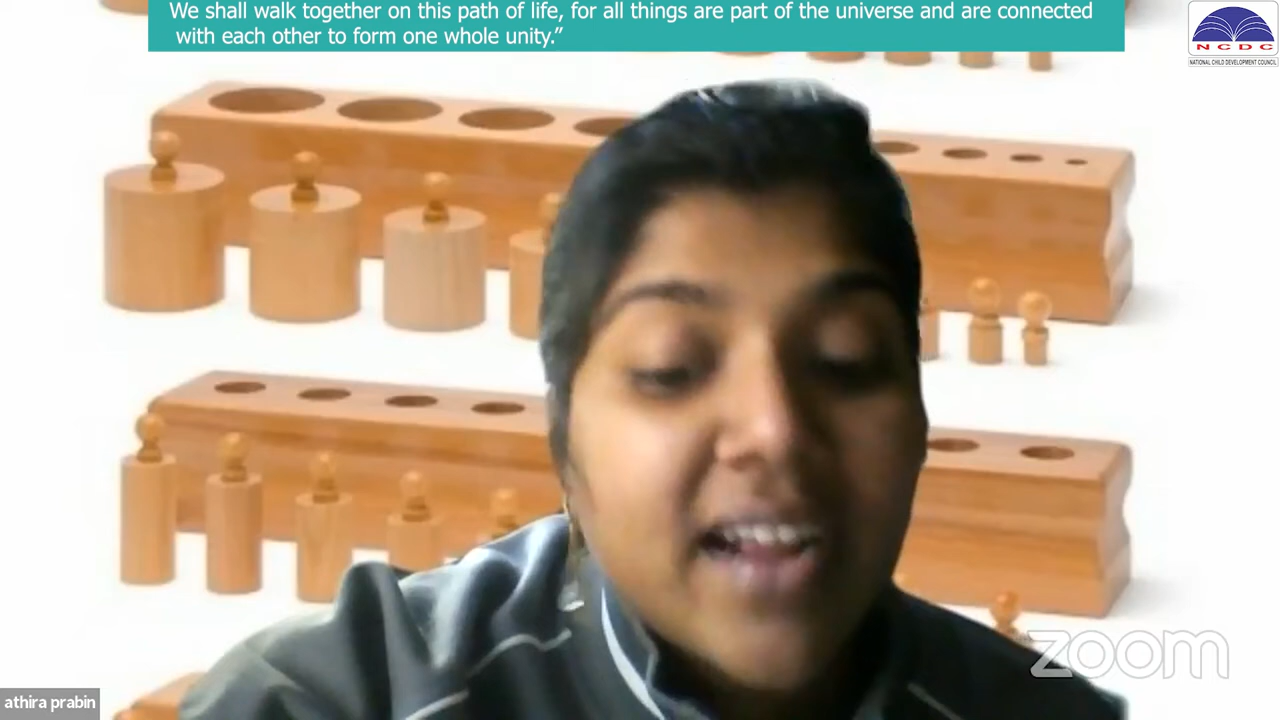 We shall walk together on this path of life, for all things are part of the universe and are connected
with each other to form one whole unity.”
NCDC
NATIONAL CHILD DEVELOPMENT COUNCIL
zoom
athira prabin